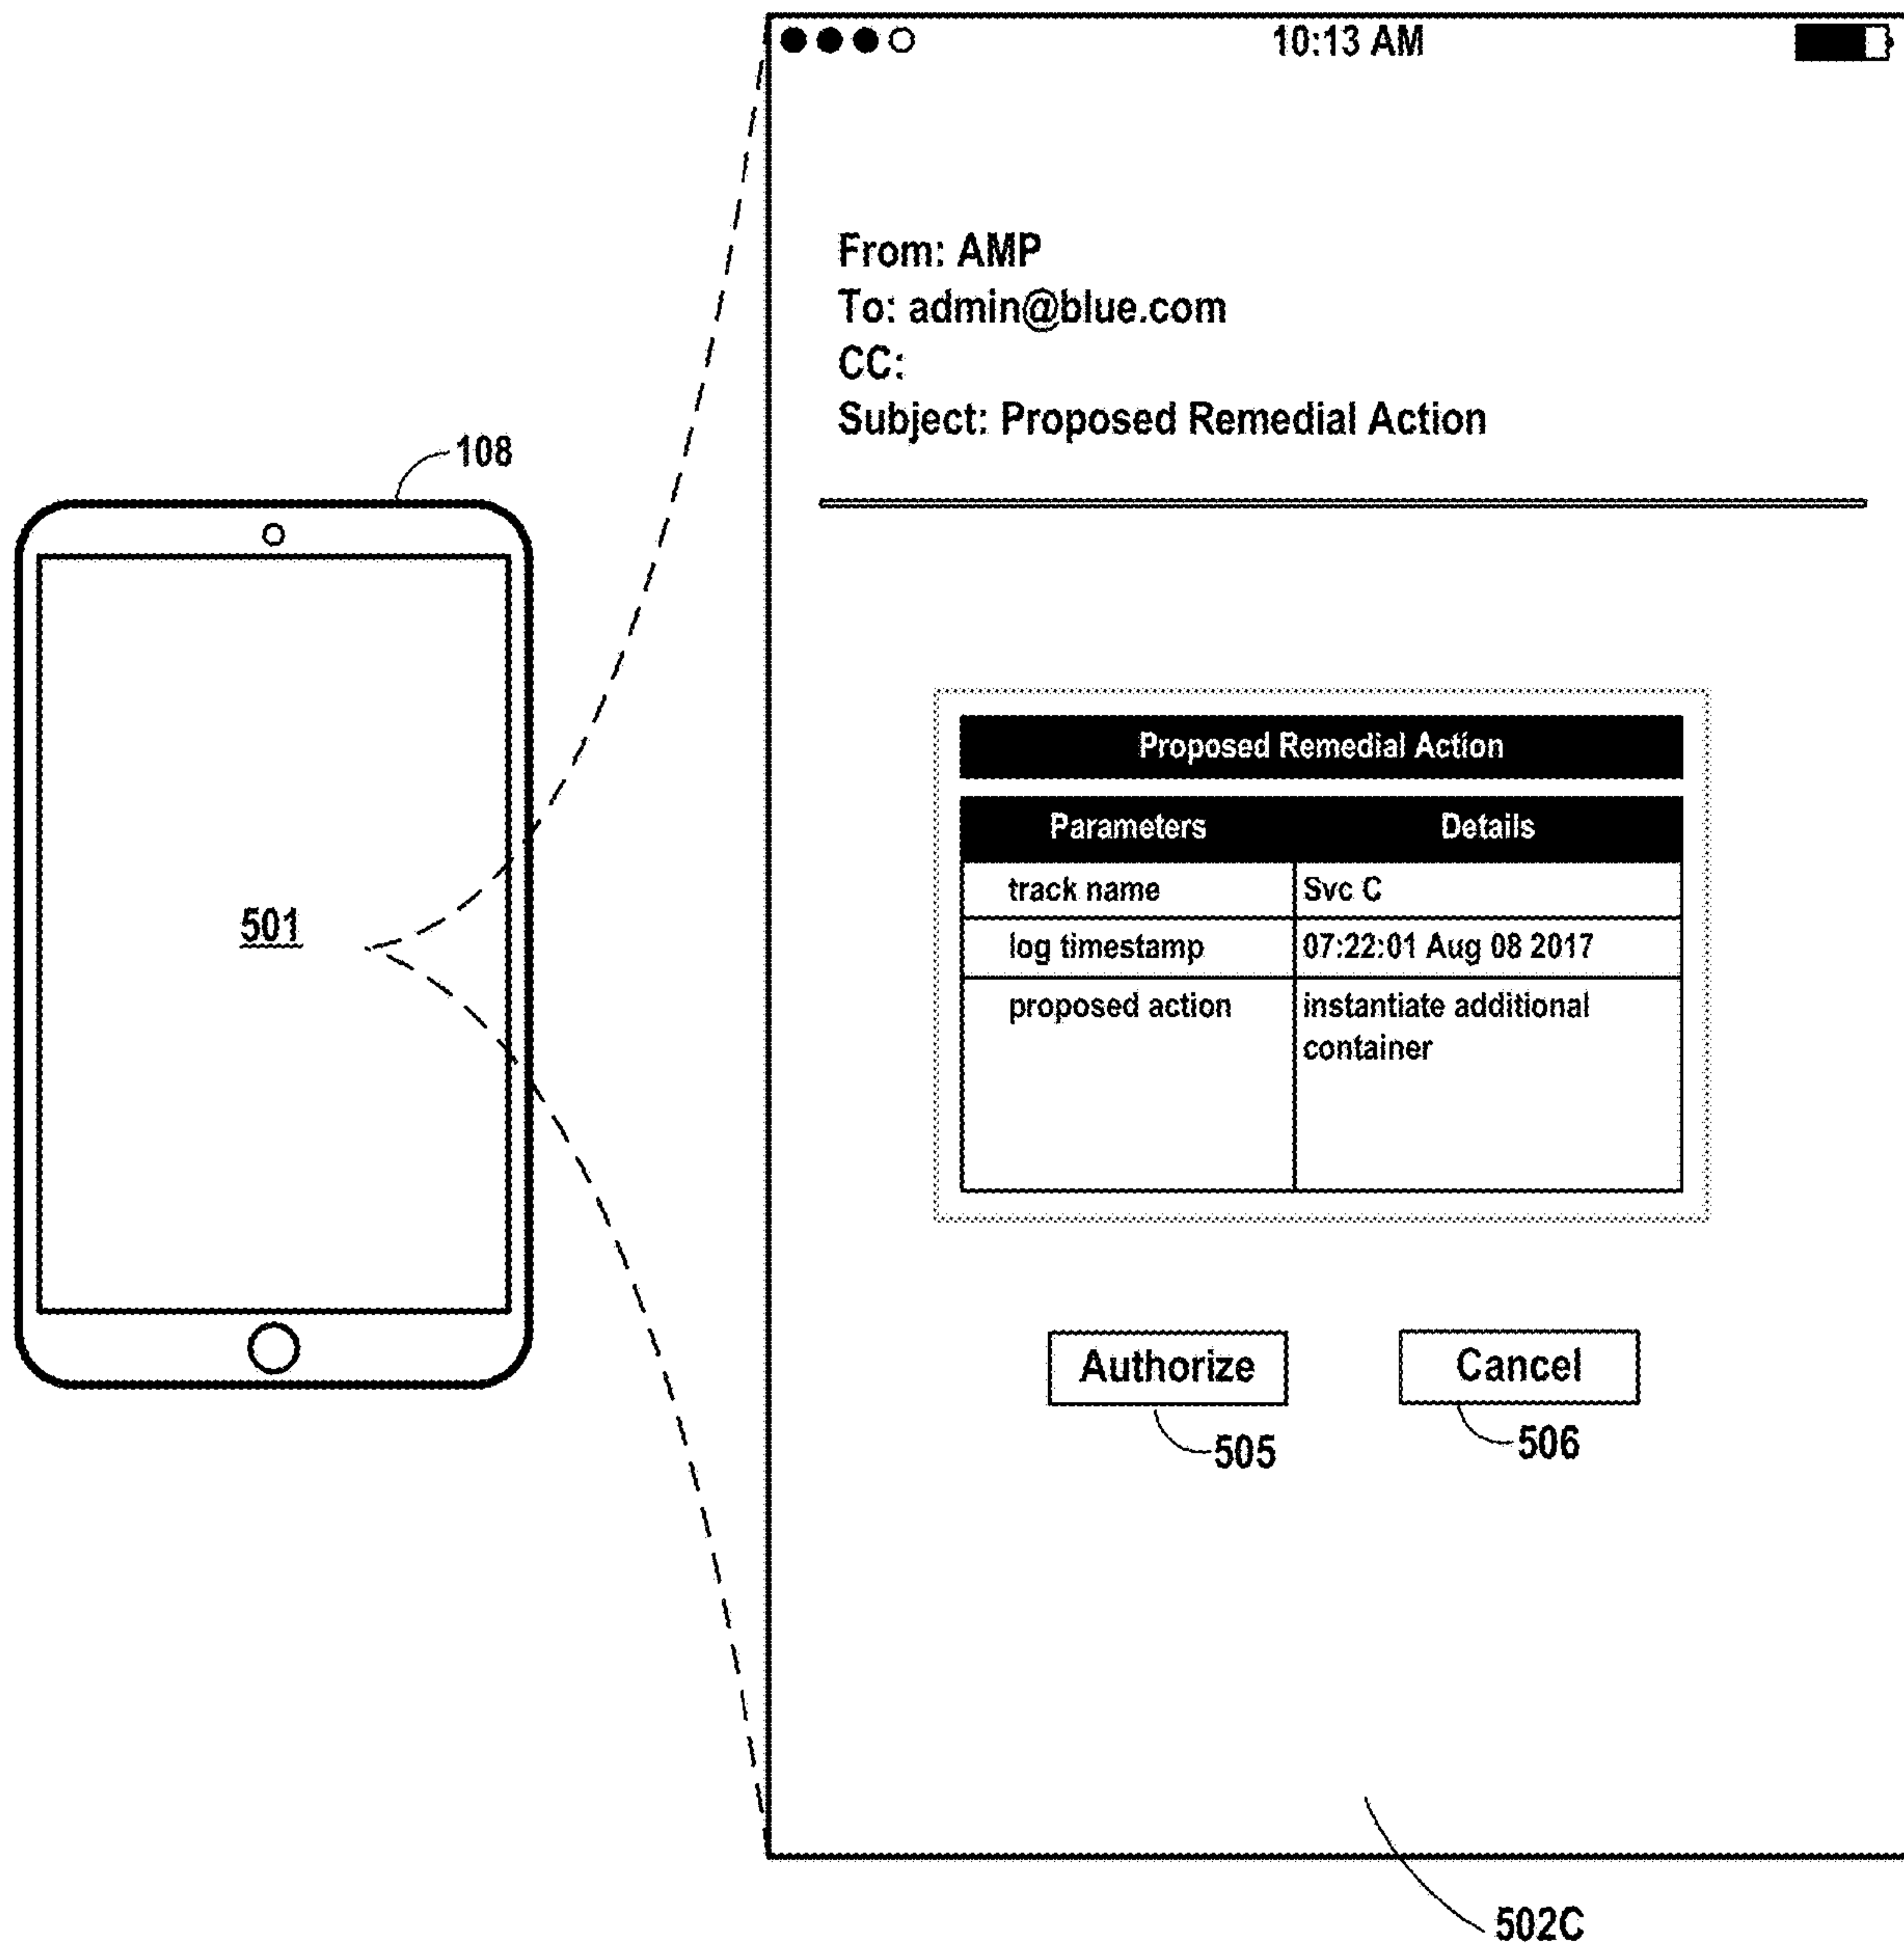 10:13 AM
From: AMP
To: admin@blue.com
CC:
Subject: Proposed Remedial Action
108
501
Proposed Remedial Action
Parameters Details
track name Svc C
log timestamp 07:22:01 Aug 08 2017
proposed action instantiate additional
container
Authorize Cancel
505 506
502C